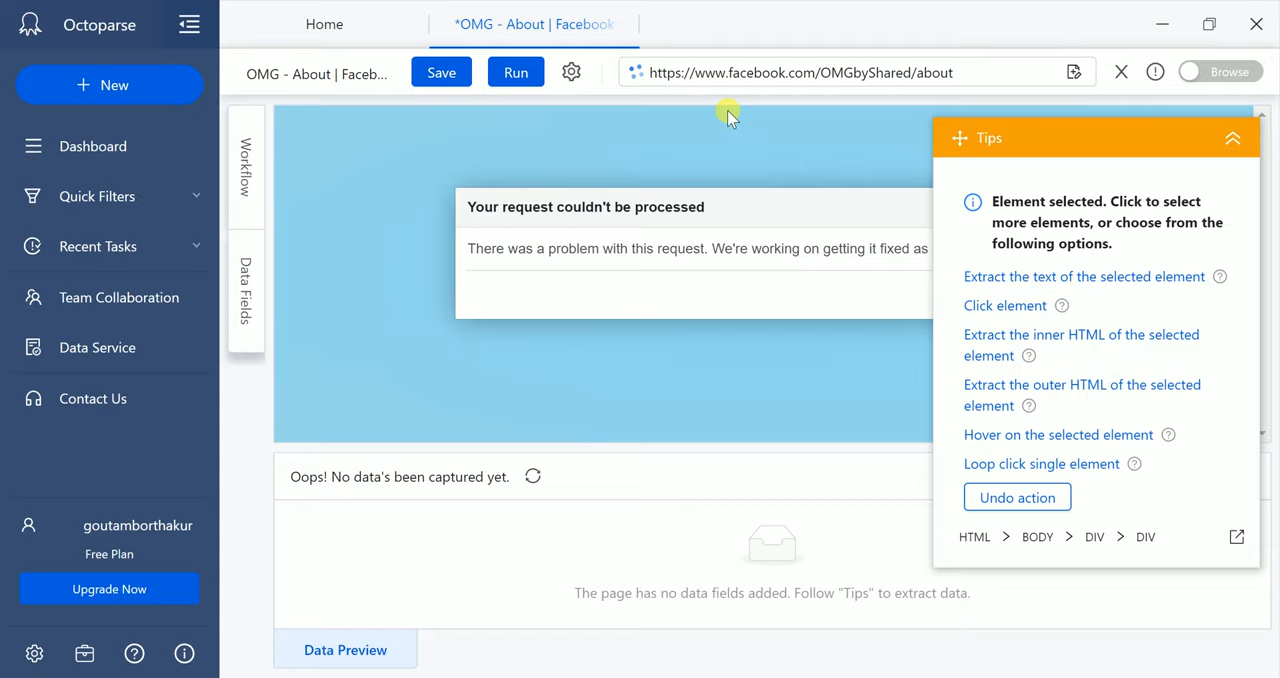 Octoparse
Home
*OMG - About | Facebook
New
OMG - About | Faceb...
Save
Run
https://www.facebook.com/OMGbyShared/about
Browse
Dashboard
Quick Filters
Recent Tasks
Team Collaboration
Data Service
Contact Us
goutamborthakur
Free Plan
Upgrade Now
Workflow
Data Fields
Your request couldn't be processed
There was a problem with this request. We're working on getting it fixed as
Tips
Element selected. Click to select
more elements, or choose from the
following options.
Extract the text of the selected element
Click element
Extract the inner HTML of the selected
element
Extract the outer HTML of the selected
element
Hover on the selected element
Loop click single element
Undo action
HTML > BODY > DIV > DIV
Oops! No data's been captured yet.
The page has no data fields added. Follow "Tips" to extract data.
Data Preview